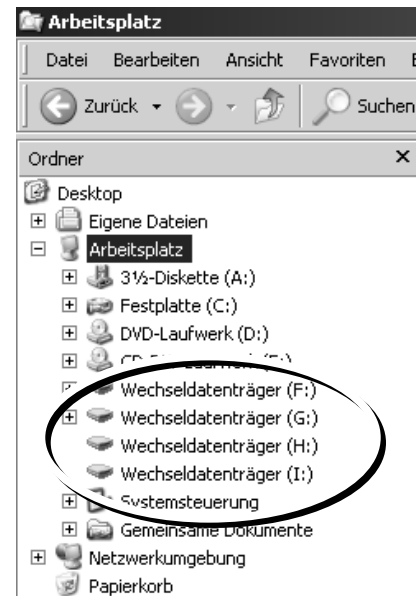 Arbeitsplatz
Datei Bearbeiten Ansicht Favoriten
Zurück Suchen
Ordner
Desktop
Eigene Dateien
Arbeitsplatz
3½-Diskette (A:)
Festplatte (C:)
DVD-Laufwerk (D:)
Wechseldatenträger (F:)
Wechseldatenträger (G:)
Wechseldatenträger (H:)
Wechseldatenträger (I:)
Systemsteuerung
Gemeinsame Dokumente
Netzwerkumgebung
Papierkorb